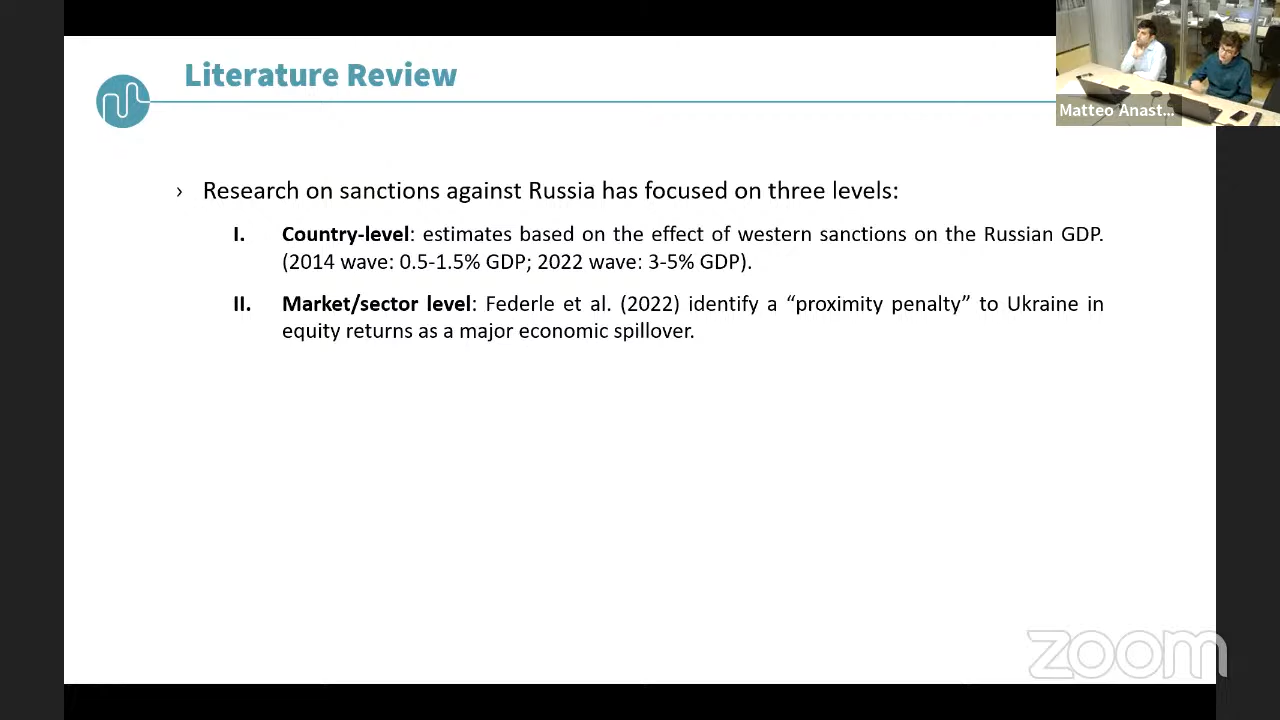 Literature Review
Matteo Anast...
› Research on sanctions against Russia has focused on three levels:
I. Country-level: estimates based on the effect of western sanctions on the Russian GDP.
(2014 wave: 0.5-1.5% GDP; 2022 wave: 3-5% GDP).
II. Market/sector level: Federle et al. (2022) identify a “proximity penalty” to Ukraine in
equity returns as a major economic spillover.
zoom